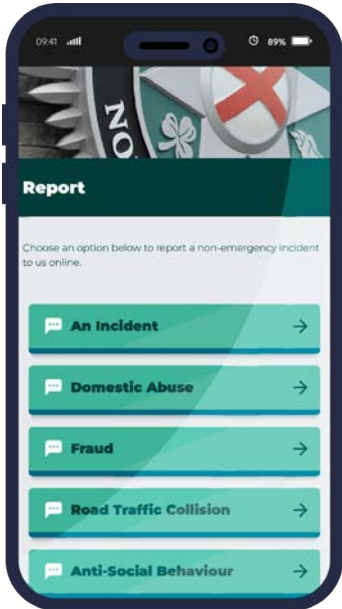 09:41
89%
NO
Report
Choose an option below to report a non-emergency incident
to us online.
An Incident
Domestic Abuse
Fraud
Road Traffic Collision
Anti-Social Behaviour